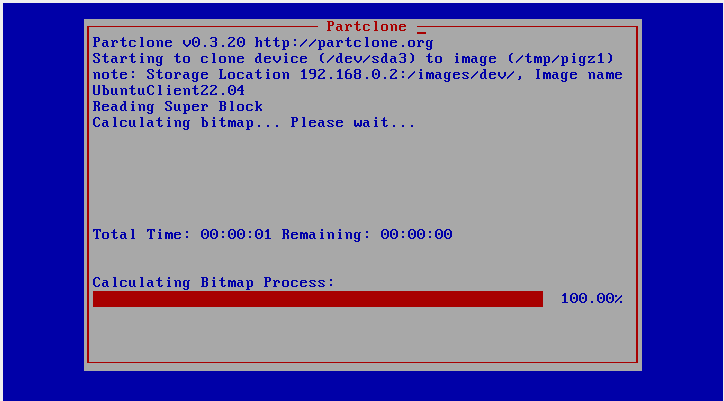 Partclone
Partclone v0.3.20 http://partclone.org
Starting to clone device (/dev/sda3) to image (/tmp/pigz1)
note: Storage Location 192.168.0.2:/images/dev/, Image name
UbuntuClient22.04
Reading Super Block
Calculating bitmap... Please wait...
Total Time: 00:00:01 Remaining: 00:00:00
Calculating Bitmap Process:
100.00%